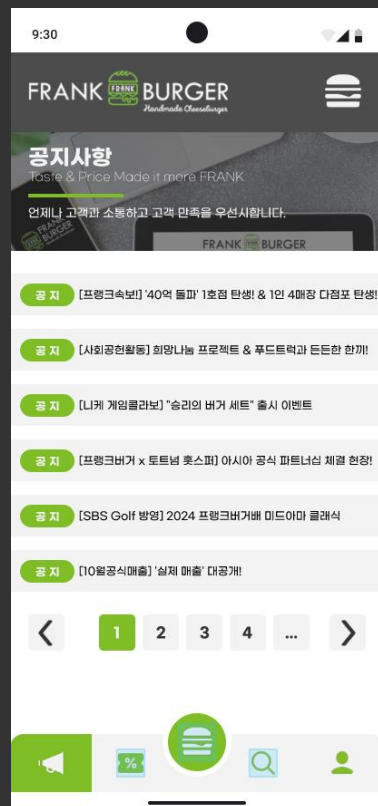 9:30
FRANK FRANK BURGER
Handmade Cheeseburger
공지사항
Taste & Price Made it more FRANK
언제나 고객과 소통하고 고객 만족을 우선시합니다.
FRANK BURGER
FRANK BURGER
공 지 [프랭크속보!] '40억 돌파' 1호점 탄생! & 1인 4매장 다점포 탄생!
공 지 [사회공헌활동] 희망나눔 프로젝트 & 푸드트럭과 든든한 한끼!
공 지 [니케 게임콜라보] "승리의 버거 세트" 출시 이벤트
공 지 [프랭크버거 x 토트넘 홋스퍼] 아시아 공식 파트너십 체결 현장!
공 지 [SBS Golf 방영] 2024 프랭크버거배 미드아마 클래식
공 지 [10월공식매출] '실제 매출' 대공개!
1 2 3 4 ...
%